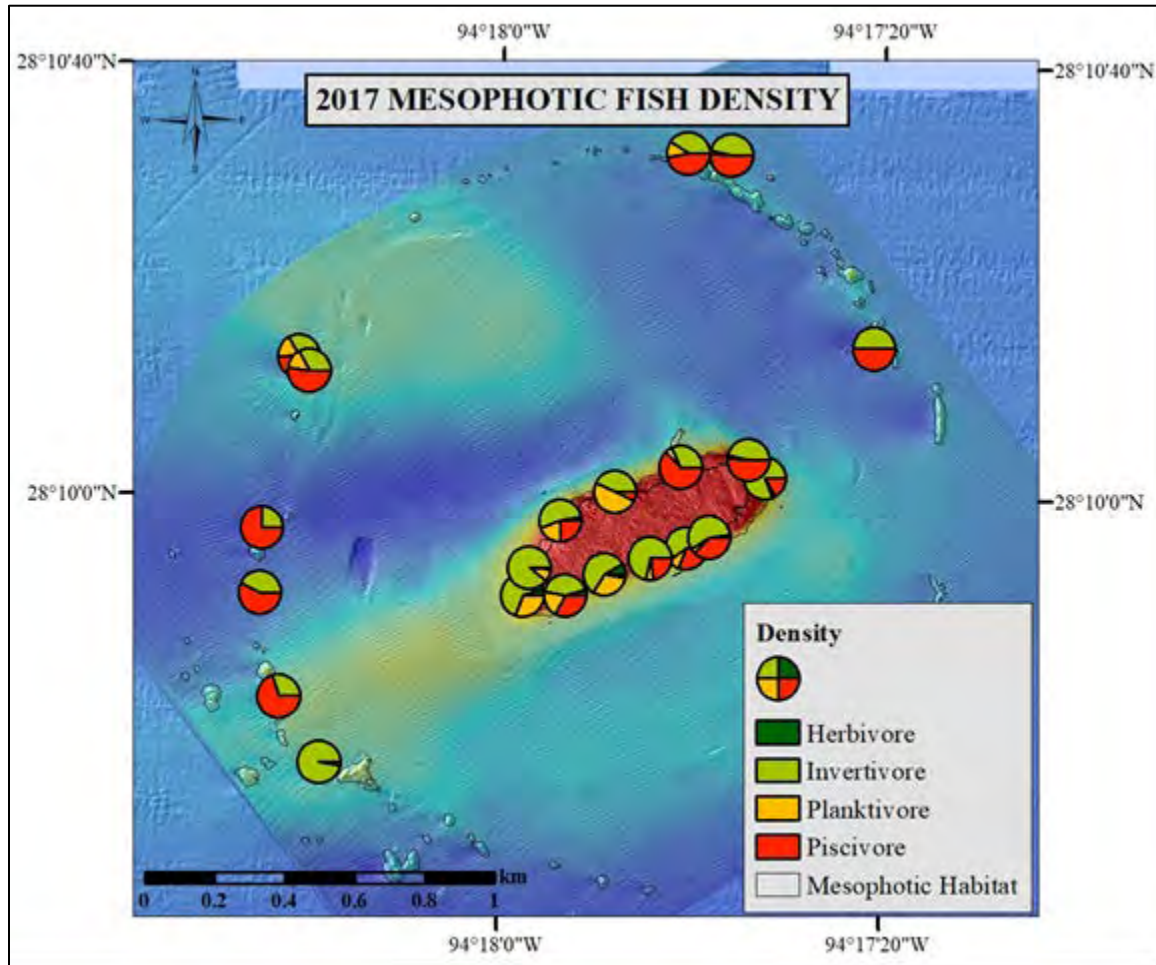 94°18'0"W 94°17'20"W
28°10'40"N 28°10'40"N
2017 MESOPHOTIC FISH DENSITY
N
W E
S
28°10'0"N 28°10'0"N
Density
Herbivore
Invertivore
Planktivore
Piscivore
Mesophotic Habitat
km
0 0.2 0.4 0.6 0.8 1
94°18'0"W 94°17'20"W